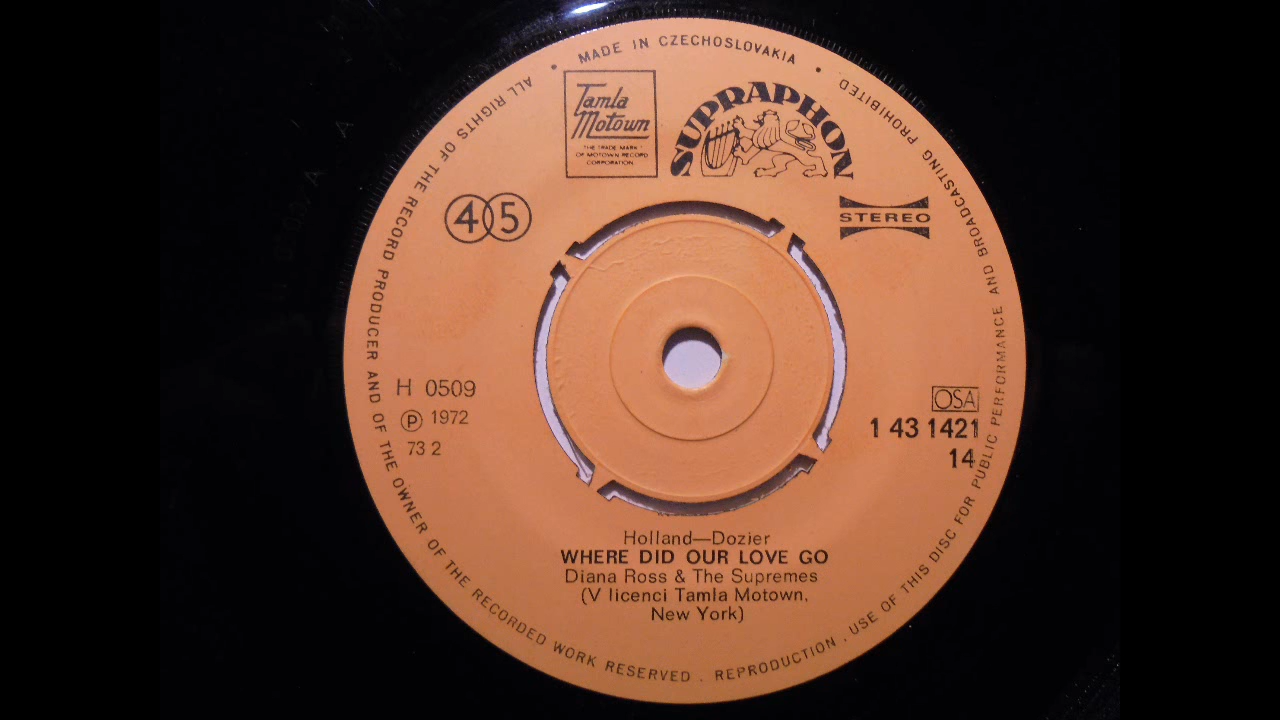 MADE IN CZECHOSLOVAKIA
ALL RIGHTS OF THE RECORD PRODUCER AND OF THE OWNER OF THE RECORDED WORK RESERVED . REPRODUCTION . USE OF THIS DISC FOR PUBLIC PERFORMANCE AND BROADCASTING PROHIBITED
Tamla
Motown
"THE TRADE MARK"
OF MOTOWN RECORD
CORPORATION
SUPRAPHON
45
STEREO
H 0509
Ⓟ 1972
73 2
OSA
1 43 1421
14
Holland—Dozier
WHERE DID OUR LOVE GO
Diana Ross & The Supremes
(V licenci Tamla Motown,
New York)